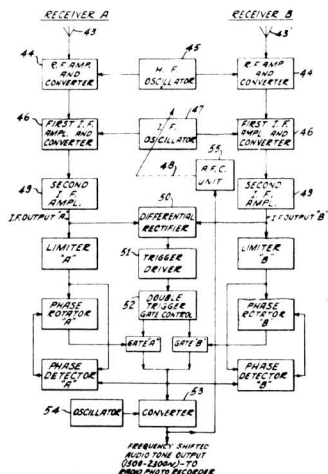 RECEIVER A
RECEIVER B
43
43'
44
R.F. AMP. AND CONVERTER
45
H.F. OSCILLATOR
R.F. AMP. AND CONVERTER
44
46
FIRST I.F. AMPL. AND CONVERTER
47
I.F. OSCILLATOR
FIRST I.F. AMPL. AND CONVERTER
46
55
48
A.F.C. UNIT
49
SECOND I.F. AMPL.
SECOND I.F. AMPL.
49
I.F. OUTPUT "A"
50
DIFFERENTIAL RECTIFIER
I.F. OUTPUT "B"
LIMITER "A"
51
TRIGGER DRIVER
LIMITER "B"
52
DOUBLE TRIGGER GATE CONTROL
PHASE ROTATOR "A"
PHASE ROTATOR "B"
GATE "A"
GATE "B"
PHASE DETECTOR "A"
PHASE DETECTOR "B"
53
54
OSCILLATOR
CONVERTER
FREQUENCY SHIFTED
AUDIO TONE OUTPUT
(1500-2300~)-TO
RADIO PHOTO RECORDER